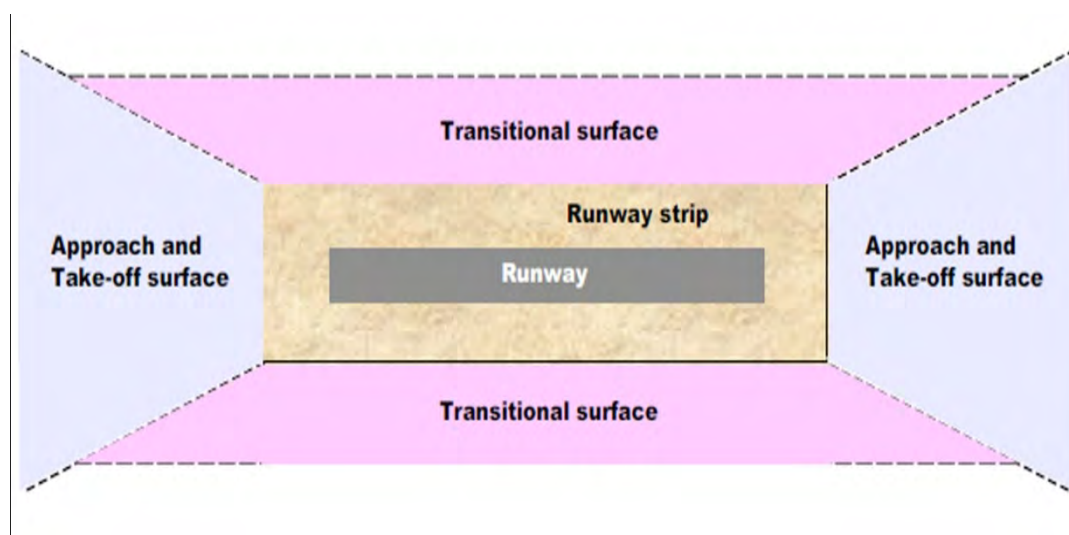 Transitional surface
Runway strip
Approach and
Take-off surface
Runway
Approach and
Take-off surface
Transitional surface